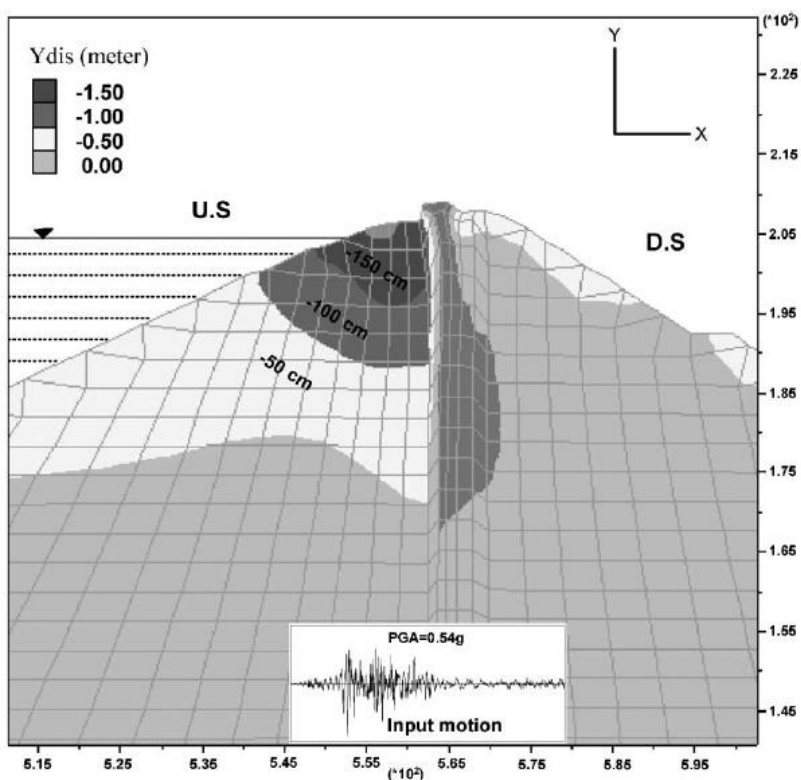 (*10²)
Y
Ydis (meter)
-1.50
-1.00
-0.50
0.00
X
2.25
2.15
U.S
D.S
2.05
-150 cm
-100 cm
1.95
-50 cm
1.85
1.75
1.65
PGA=0.54g
1.55
Input motion
1.45
5.15 5.25 5.35 5.45 5.55 5.65 5.75 5.85 5.95
(*10²)